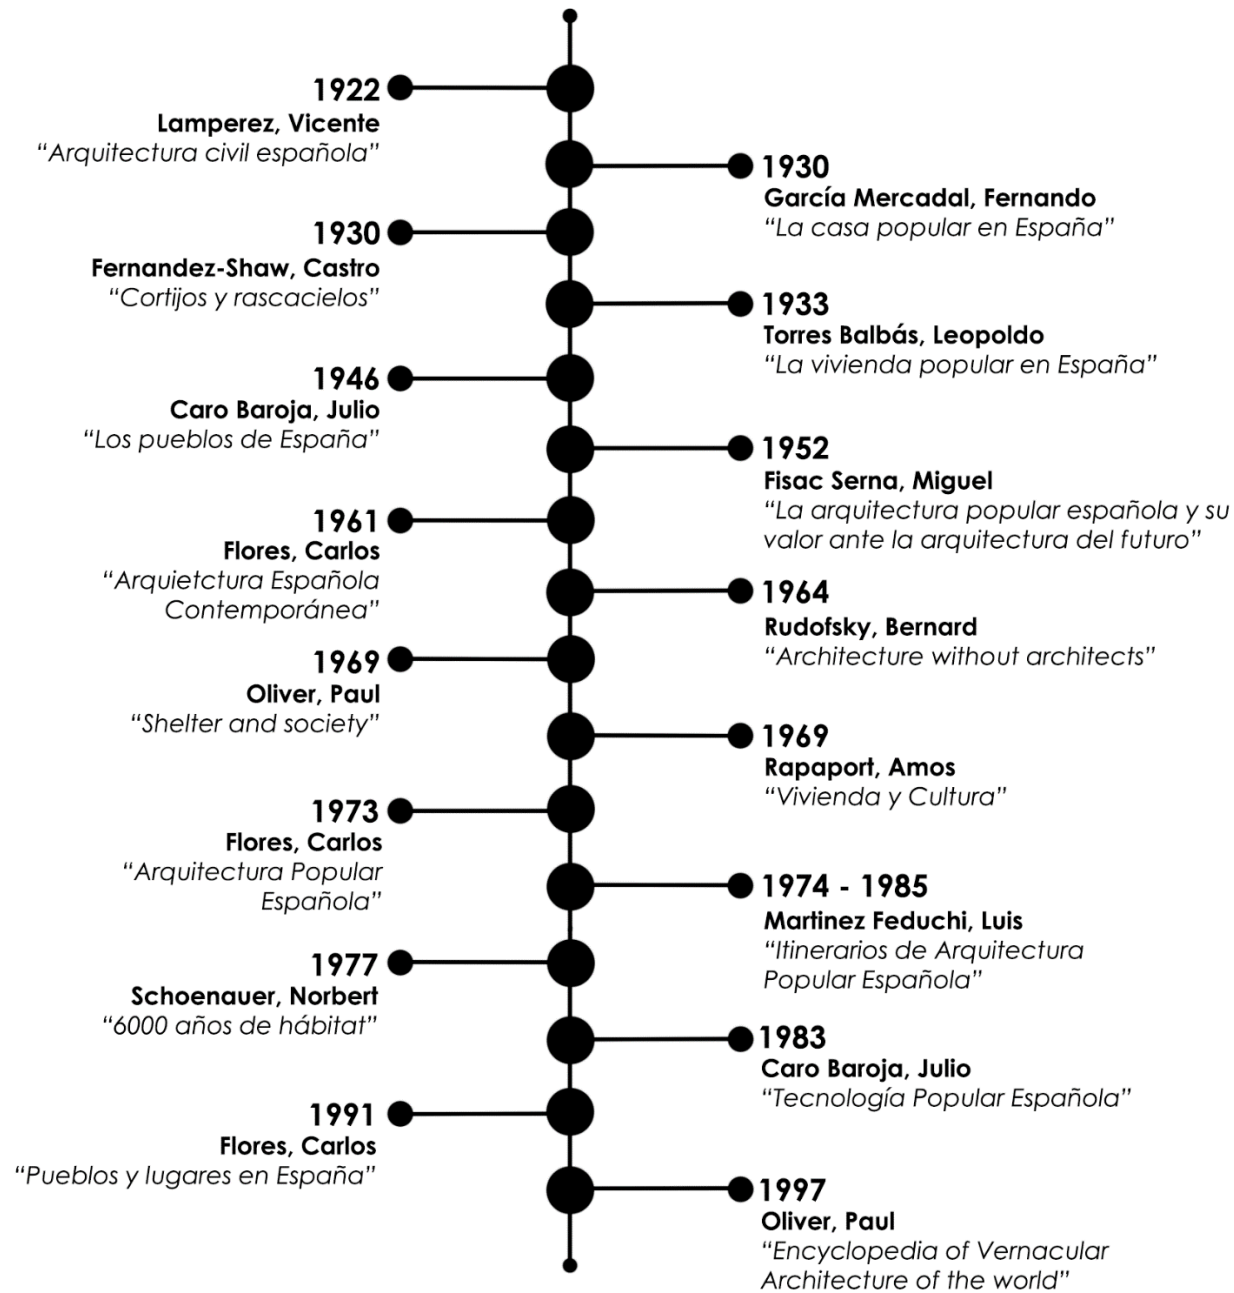 1922
Lamperez, Vicente
“Arquitectura civil española”
1930
García Mercadal, Fernando
“La casa popular en España”
1930
Fernandez-Shaw, Castro
“Cortijos y rascacielos”
1933
Torres Balbás, Leopoldo
“La vivienda popular en España”
1946
Caro Baroja, Julio
“Los pueblos de España”
1952
Fisac Serna, Miguel
“La arquitectura popular española y su
valor ante la arquitectura del futuro”
1961
Flores, Carlos
“Arquietctura Española
Contemporánea”
1964
Rudofsky, Bernard
“Architecture without architects”
1969
Oliver, Paul
“Shelter and society”
1969
Rapaport, Amos
“Vivienda y Cultura”
1973
Flores, Carlos
“Arquitectura Popular
Española”
1974 - 1985
Martinez Feduchi, Luis
“Itinerarios de Arquitectura
Popular Española”
1977
Schoenauer, Norbert
“6000 años de hábitat”
1983
Caro Baroja, Julio
“Tecnología Popular Española”
1991
Flores, Carlos
“Pueblos y lugares en España”
1997
Oliver, Paul
“Encyclopedia of Vernacular
Architecture of the world”